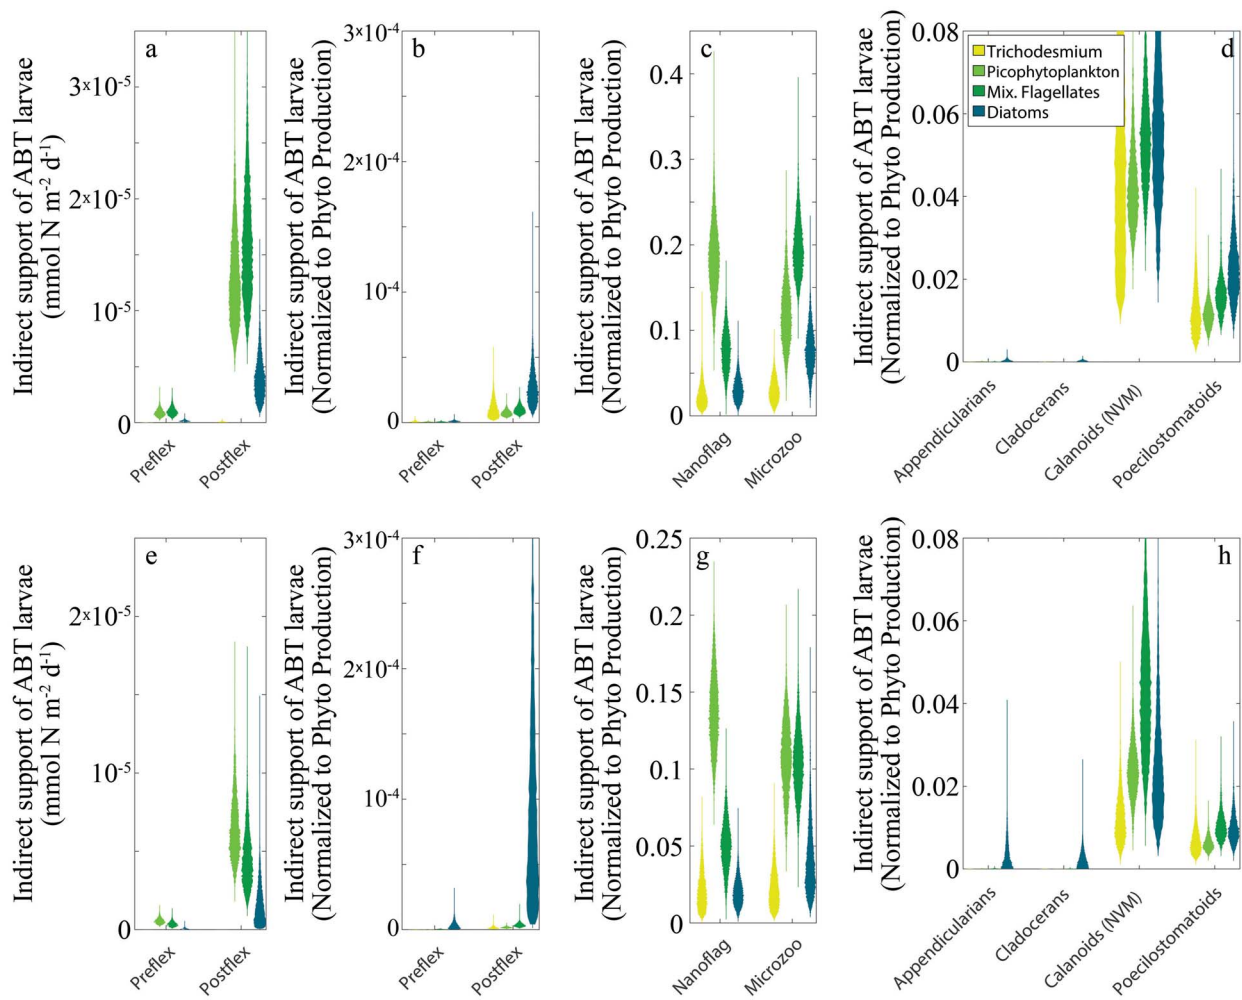 a
Indirect support of ABT larvae
(mmol N m-2 d-1)
3×10-5
2×10-5
10-5
0
Preflex
Postflex
b
Indirect support of ABT larvae
(Normalized to Phyto Production)
3×10-4
2×10-4
10-4
0
Preflex
Postflex
c
Indirect support of ABT larvae
(Normalized to Phyto Production)
0.4
0.3
0.2
0.1
0
Nanoflag
Microzoo
d
Indirect support of ABT larvae
(Normalized to Phyto Production)
0.08
0.06
0.04
0.02
0
Trichodesmium
Picophytoplankton
Mix. Flagellates
Diatoms
Appendicularians
Cladocerans
Calanoids (NVM)
Poecilostomatoids
e
Indirect support of ABT larvae
(mmol N m-2 d-1)
2×10-5
10-5
0
Preflex
Postflex
f
Indirect support of ABT larvae
(Normalized to Phyto Production)
3×10-4
2×10-4
10-4
0
Preflex
Postflex
g
Indirect support of ABT larvae
(Normalized to Phyto Production)
0.25
0.2
0.15
0.1
0.05
0
Nanoflag
Microzoo
h
Indirect support of ABT larvae
(Normalized to Phyto Production)
0.08
0.06
0.04
0.02
0
Appendicularians
Cladocerans
Calanoids (NVM)
Poecilostomatoids